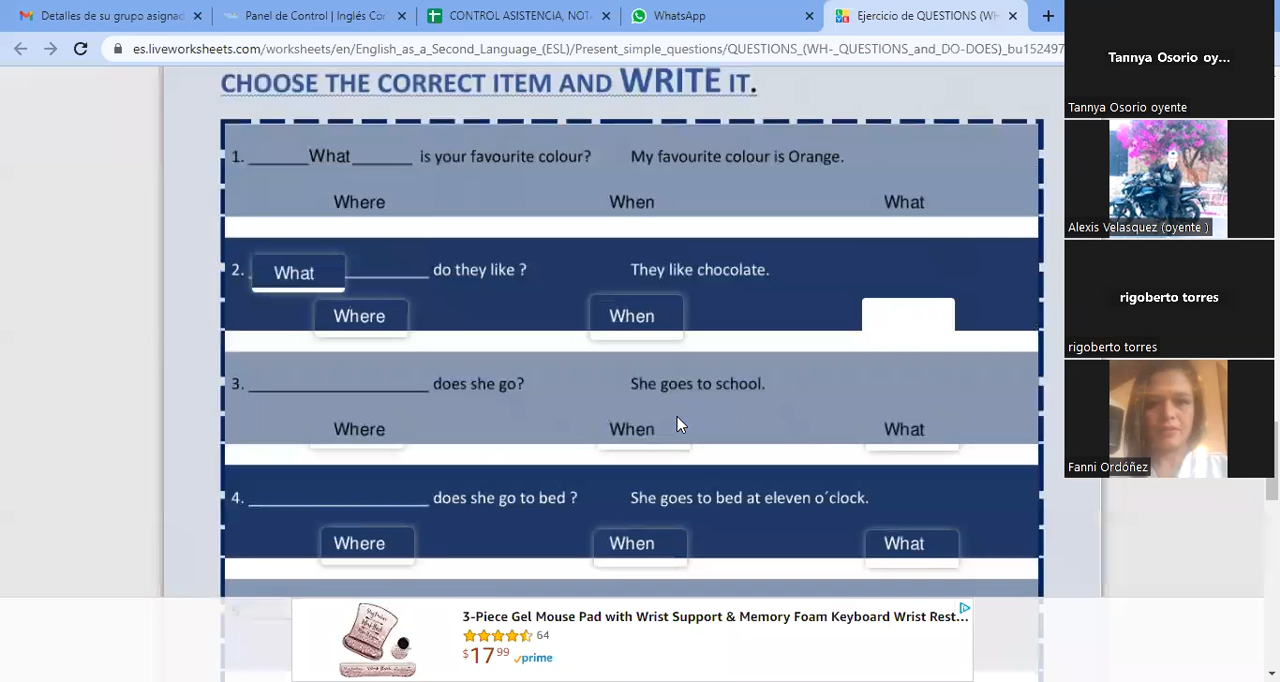 Detalles de su grupo asignad
Panel de Control | Inglés Cor
CONTROL ASISTENCIA, NOTA
WhatsApp
Ejercicio de QUESTIONS (WH-
es.liveworksheets.com/worksheets/en/English_as_a_Second_Language_(ESL)/Present_simple_questions/QUESTIONS_(WH-_QUESTIONS_and_DO-DOES)_bu152497
CHOOSE THE CORRECT ITEM AND WRITE IT.
1. ______What______ is your favourite colour? My favourite colour is Orange.
Where When What
2. What _________ do they like ? They like chocolate.
Where When
3. __________________ does she go? She goes to school.
Where When What
4. __________________ does she go to bed ? She goes to bed at eleven o´clock.
Where When What
3-Piece Gel Mouse Pad with Wrist Support & Memory Foam Keyboard Wrist Rest...
64
$17.99 prime
Tannya Osorio oy...
Tannya Osorio oyente
Alexis Velasquez (oyente )
rigoberto torres
rigoberto torres
Fanni Ordóñez